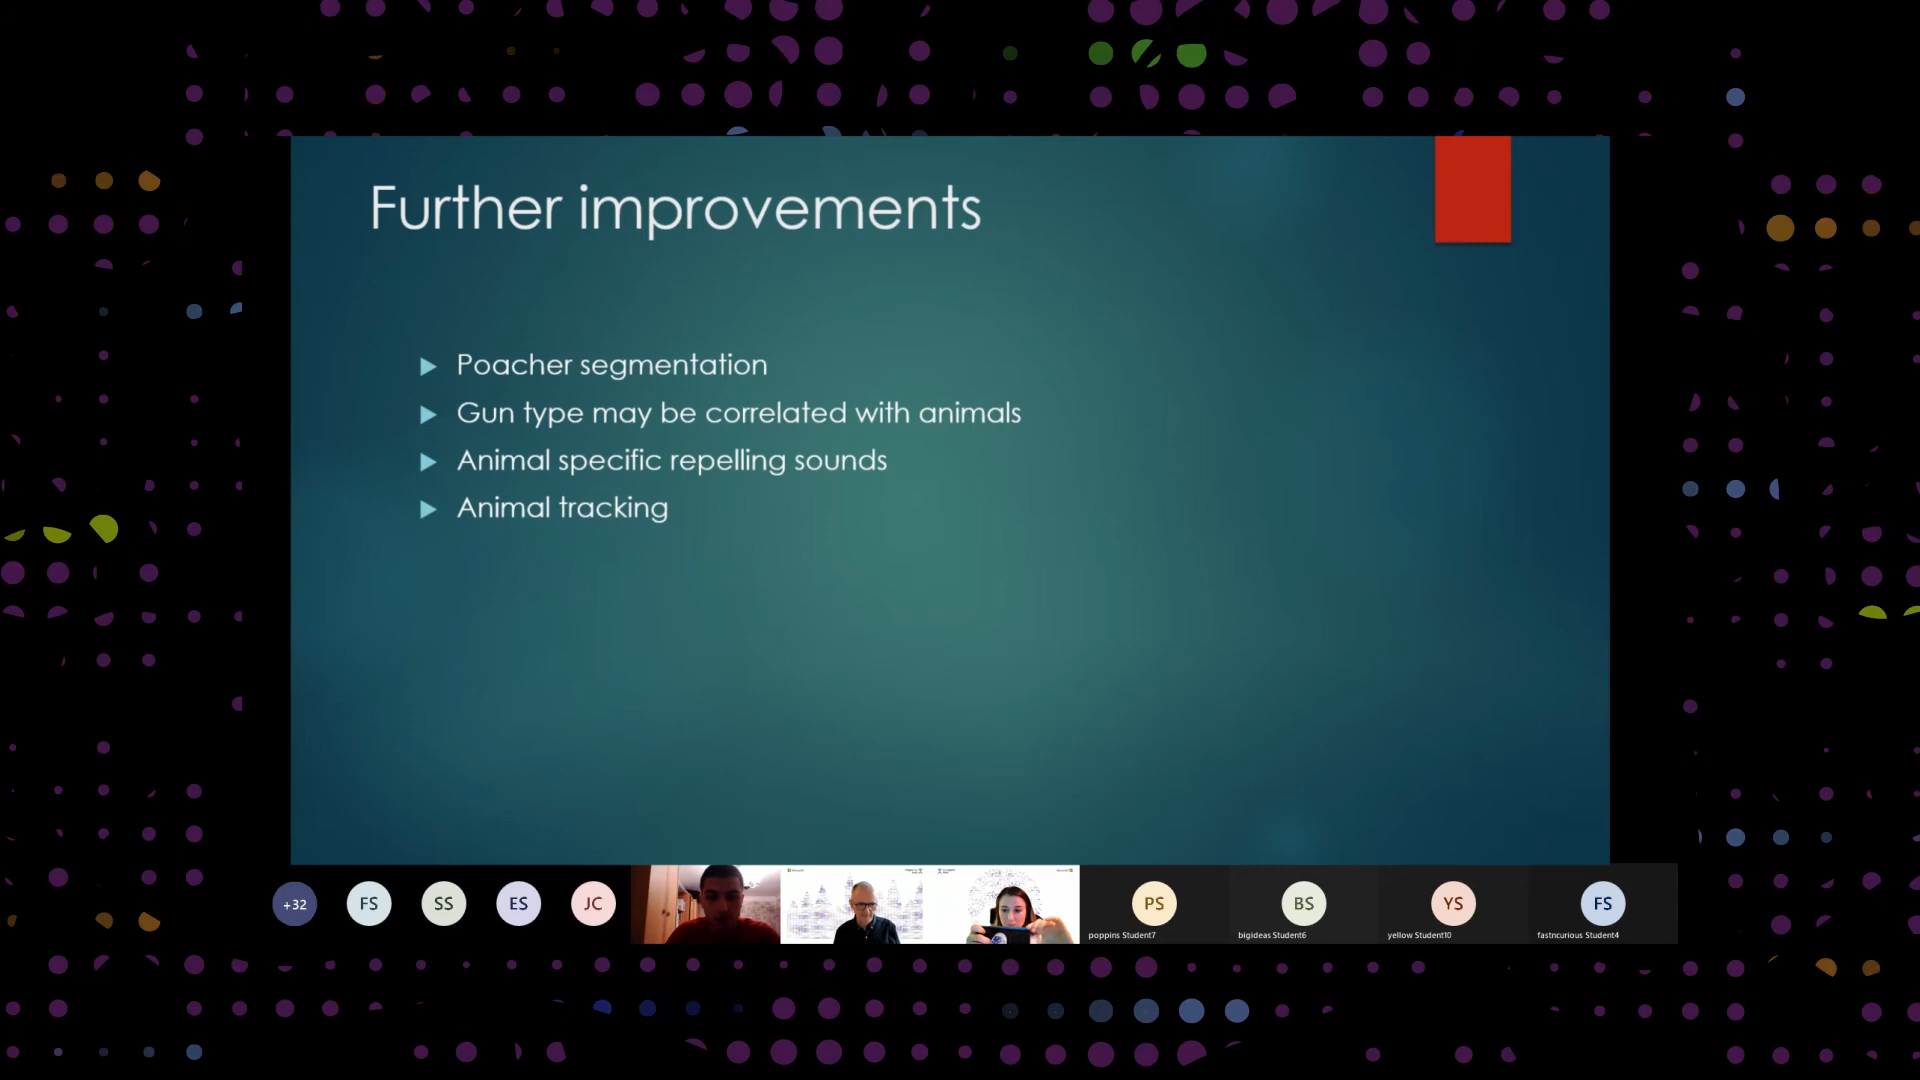 Further improvements
Poacher segmentation
Gun type may be correlated with animals
Animal specific repelling sounds
Animal tracking
+32
FS
SS
ES
JC
PS
BS
YS
FS
poppins Student7
bigideas Student6
yellow Student10
fastncurious Student4